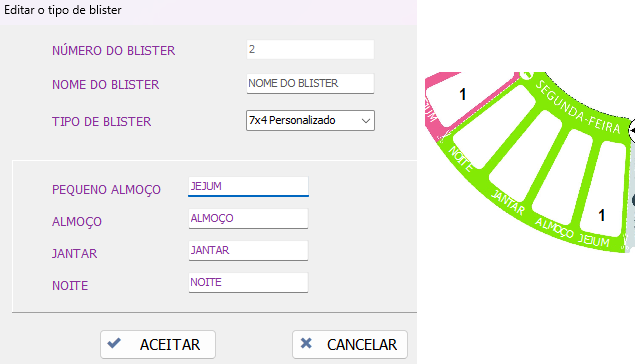 Editar o tipo de blister
NÚMERO DO BLISTER
2
NOME DO BLISTER
NOME DO BLISTER
TIPO DE BLISTER
7x4 Personalizado
PEQUENO ALMOÇO
JEJUM
ALMOÇO
ALMOÇO
JANTAR
JANTAR
NOITE
NOITE
ACEITAR
CANCELAR
1
SEGUNDA-FEIRA
NOITE
JANTAR
ALMOÇO
JEJUM
1